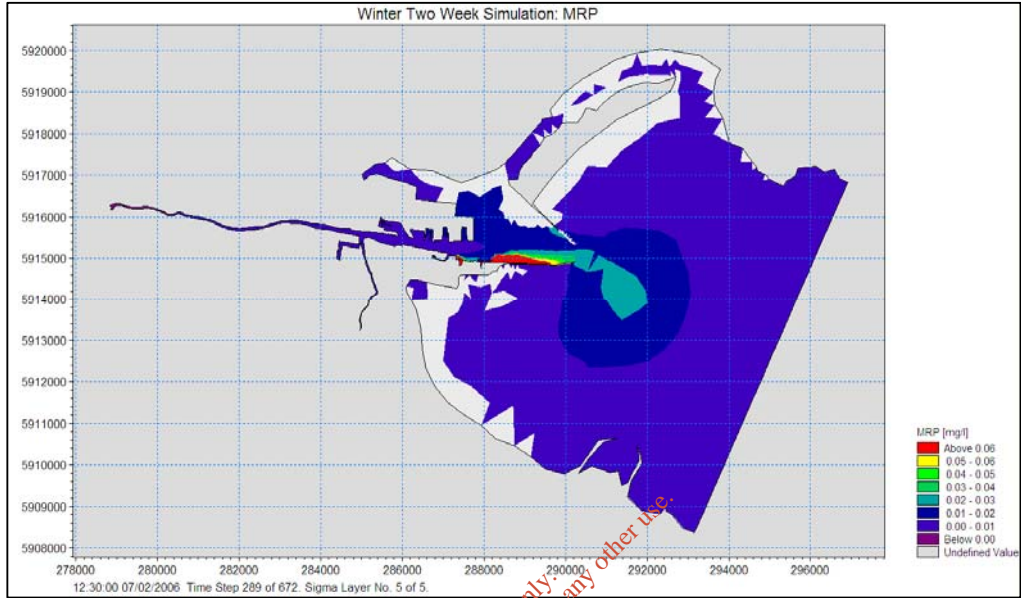 Winter Two Week Simulation: MRP
5920000
5919000
5918000
5917000
5916000
5915000
5914000
5913000
5912000
5911000
5910000
5909000
5908000
278000 280000 282000 284000 286000 288000 290000 292000 294000 296000
MRP [mg/l]
Above 0.06
0.05 - 0.06
0.04 - 0.05
0.03 - 0.04
0.02 - 0.03
0.01 - 0.02
0.00 - 0.01
Below 0.00
Undefined Value
12:30:00 07/02/2006 Time Step 289 of 672. Sigma Layer No. 5 of 5.
only.
any other use.